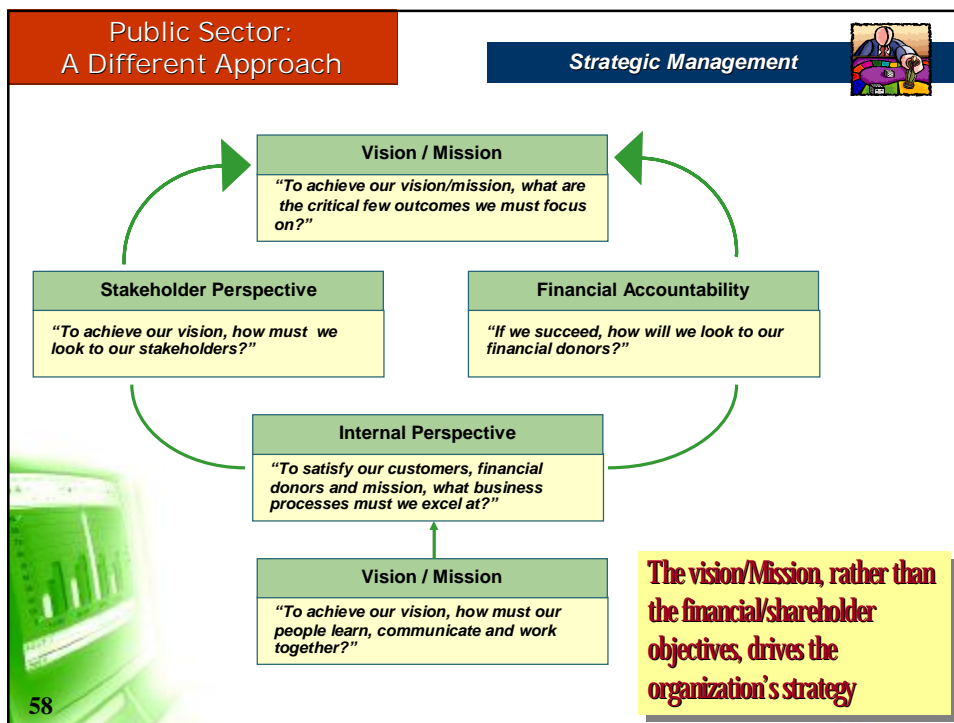 Public Sector:
A Different Approach
Strategic Management
Vision / Mission
“To achieve our vision/mission, what are
the critical few outcomes we must focus
on?”
Stakeholder Perspective
“To achieve our vision, how must we
look to our stakeholders?”
Financial Accountability
“If we succeed, how will we look to our
financial donors?”
Internal Perspective
“To satisfy our customers, financial
donors and mission, what business
processes must we excel at?”
Vision / Mission
“To achieve our vision, how must our
people learn, communicate and work
together?”
The vision/Mission, rather than
the financial/shareholder
objectives, drives the
organization’s strategy
58